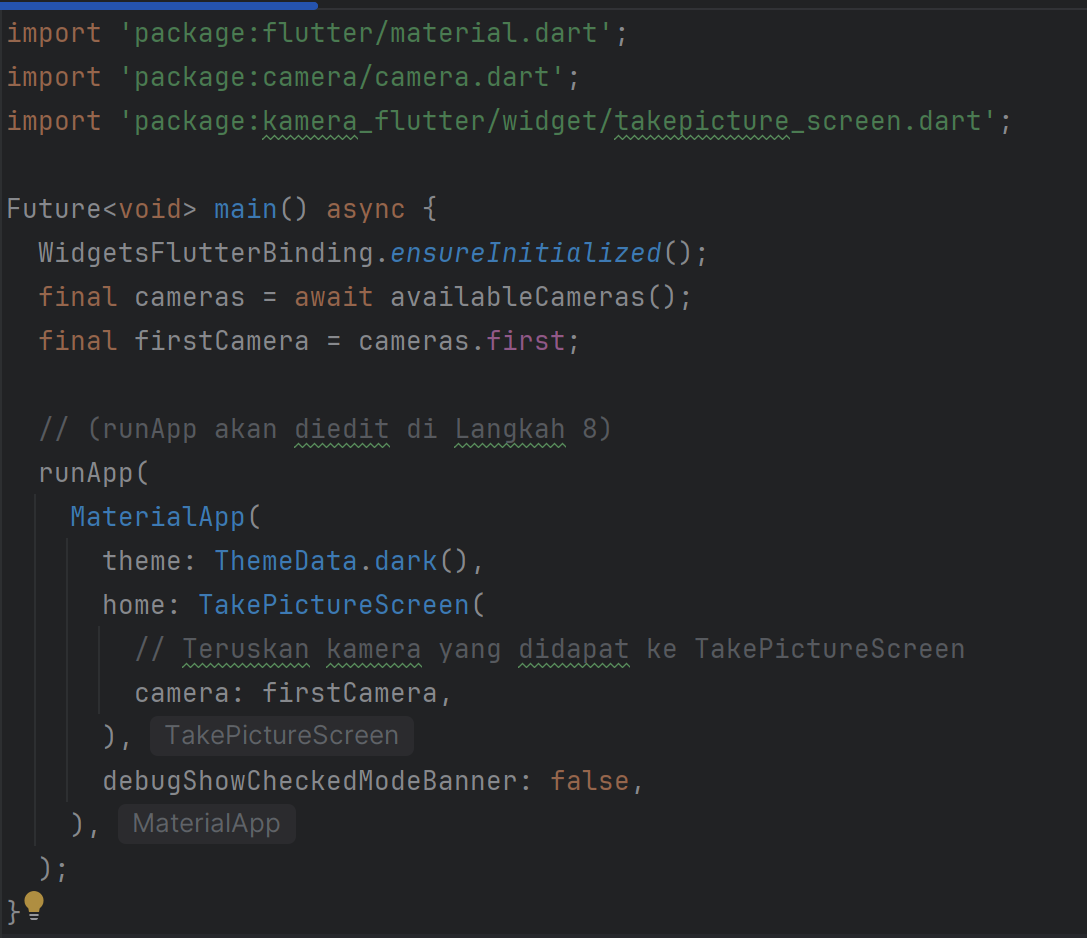 import 'package:flutter/material.dart';
import 'package:camera/camera.dart';
import 'package:kamera_flutter/widget/takepicture_screen.dart';

Future<void> main() async {
  WidgetsFlutterBinding.ensureInitialized();
  final cameras = await availableCameras();
  final firstCamera = cameras.first;

  // (runApp akan diedit di Langkah 8)
  runApp(
    MaterialApp(
      theme: ThemeData.dark(),
      home: TakePictureScreen(
        // Teruskan kamera yang didapat ke TakePictureScreen
        camera: firstCamera,
      ), TakePictureScreen
      debugShowCheckedModeBanner: false,
    ), MaterialApp
  );
}